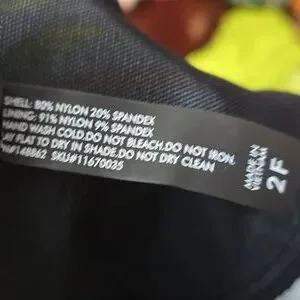 SHELL: 80% NYLON 20% SPANDEX
LINING: 91% NYLON 9% SPANDEX
HAND WASH COLD.DO NOT BLEACH.DO NOT IRON.
LAY FLAT TO DRY IN SHADE.DO NOT DRY CLEAN
148862 SKU#11670035
MADE IN
VIETNAM
2F